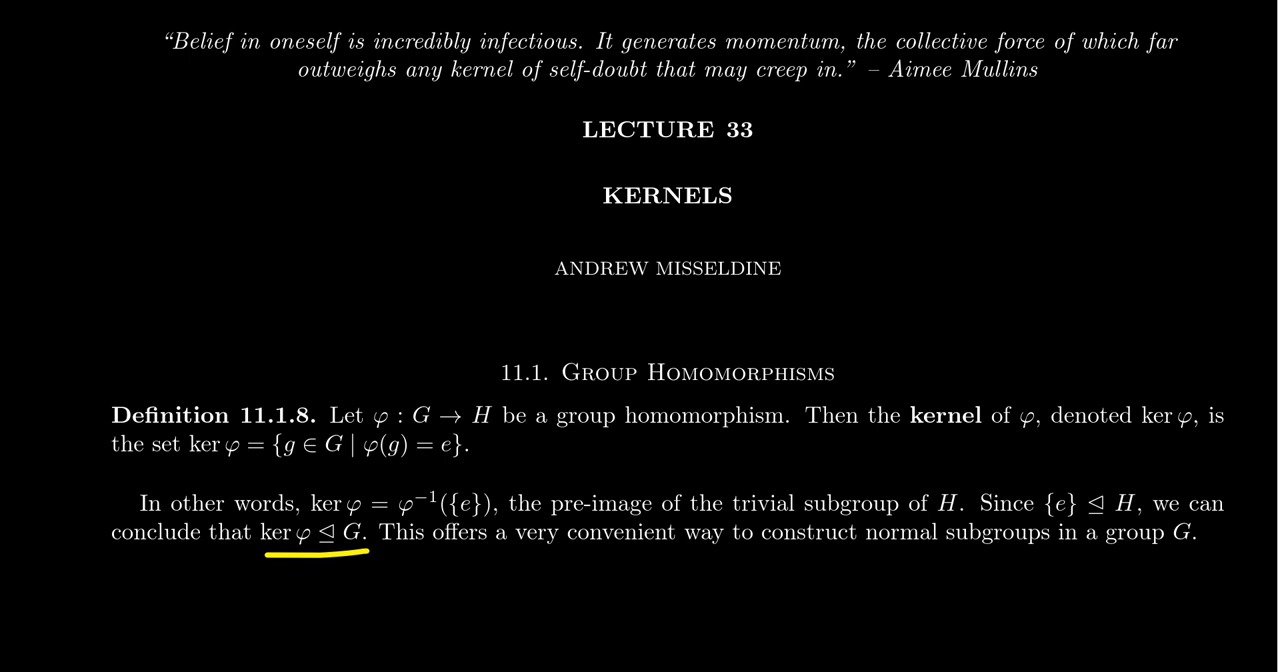 “Belief in oneself is incredibly infectious. It generates momentum, the collective force of which far
outweighs any kernel of self-doubt that may creep in.” – Aimee Mullins
LECTURE 33
KERNELS
ANDREW MISSELDINE
11.1. Group Homomorphisms
Definition 11.1.8. Let φ : G → H be a group homomorphism. Then the kernel of φ, denoted ker φ, is
the set ker φ = {g ∈ G | φ(g) = e}.
In other words, ker φ = φ⁻¹({e}), the pre-image of the trivial subgroup of H. Since {e} ⊴ H, we can
conclude that ker φ ⊴ G. This offers a very convenient way to construct normal subgroups in a group G.